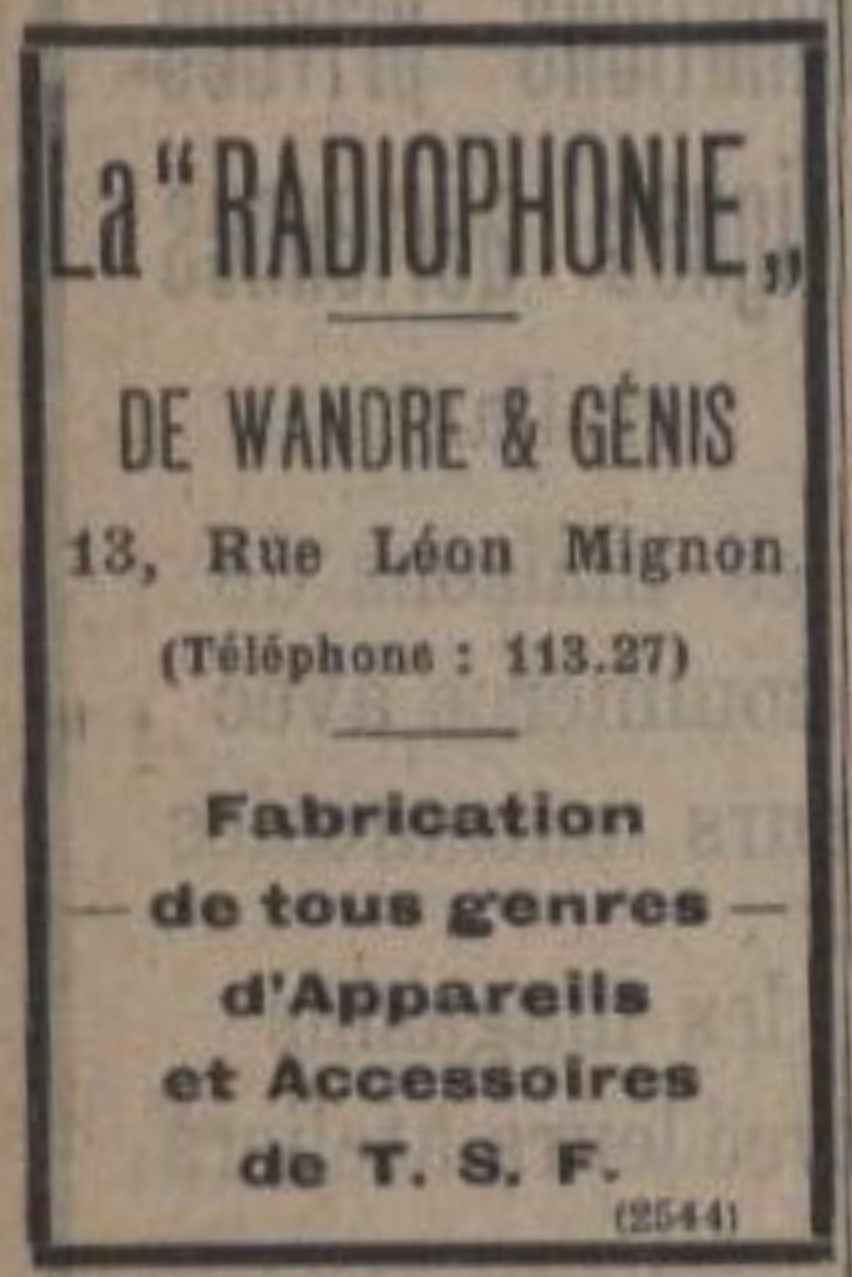 La “RADIOPHONIE„
DE WANDRE & GÉNIS
13, Rue Léon Mignon
(Téléphone : 113.27)
Fabrication
— de tous genres —
d'Appareils
et Accessoires
de T. S. F.
(2544)